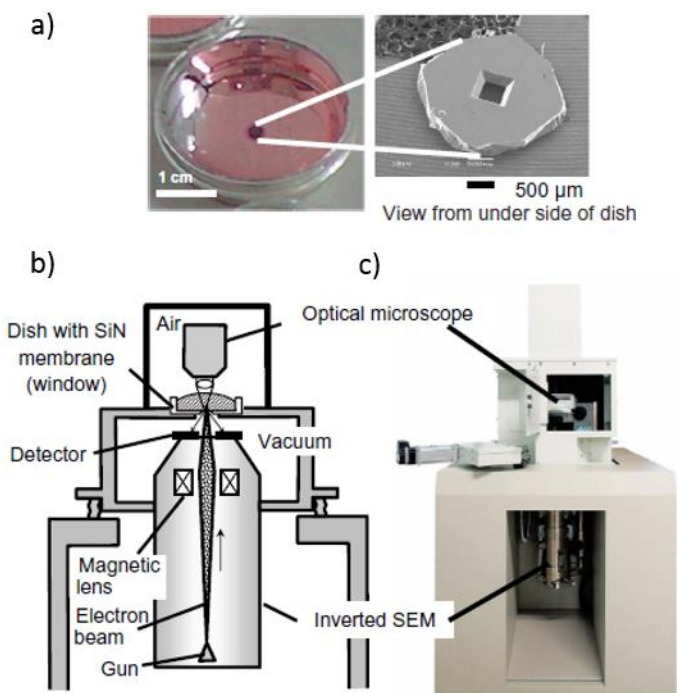 a)
1 cm
500 µm
View from under side of dish
b)
c)
Dish with SiN
membrane
(window)
Air
Optical microscope
Detector
Vacuum
Magnetic
lens
Electron
beam
Inverted SEM
Gun